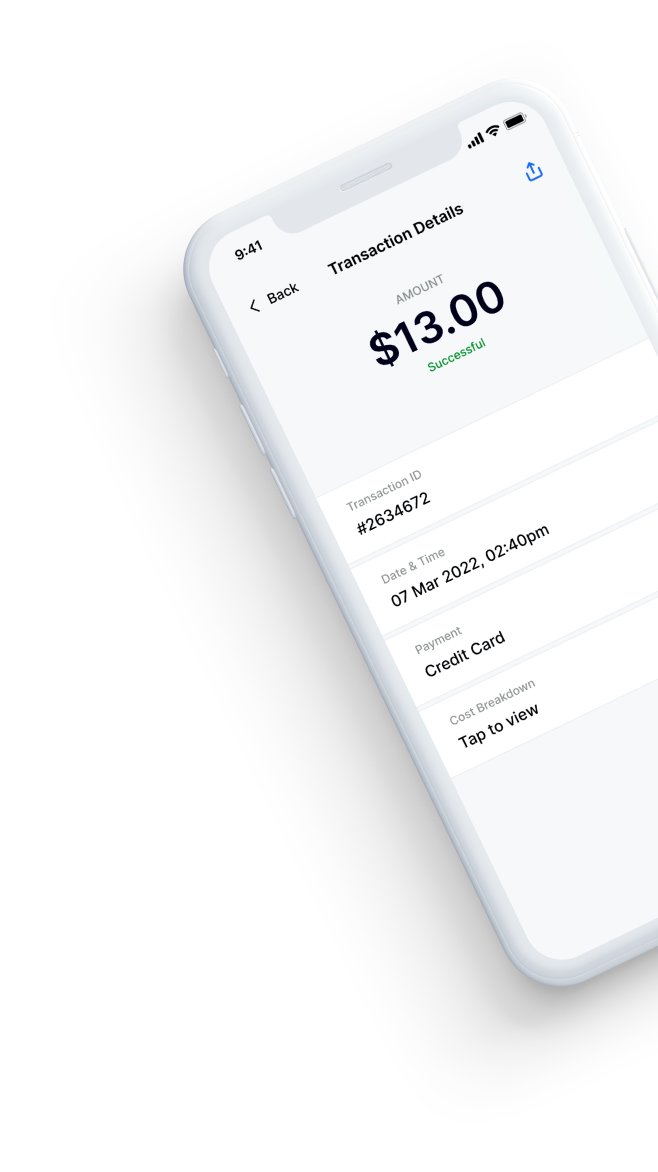 9:41
Back
Transaction Details
AMOUNT
$13.00
Successful
Transaction ID
#2634672
Date & Time
07 Mar 2022, 02:40pm
Payment
Credit Card
Cost Breakdown
Tap to view